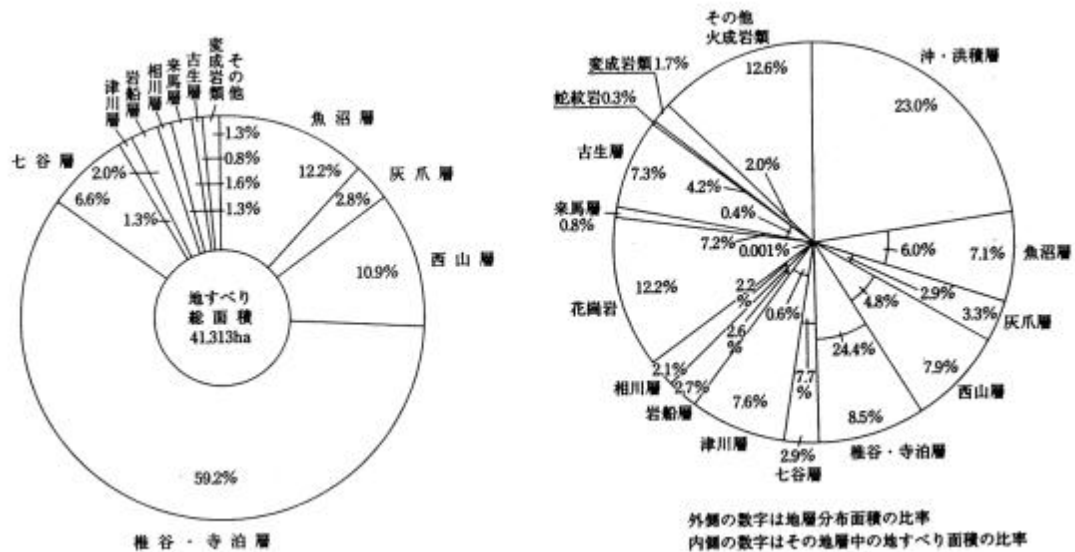 津川層
岩船層
相川層
来馬層
古生層
変成岩類
その他
七谷層
魚沼層
灰爪層
西山層
椎谷・寺泊層
1.3%
0.8%
1.6%
1.3%
2.0%
1.3%
6.6%
12.2%
2.8%
10.9%
59.2%
地すべり
総面積
41,313ha
その他
火成岩類
12.6%
変成岩類1.7%
蛇紋岩0.3%
古生層
7.3%
来馬層
0.8%
花崗岩
12.2%
相川層
2.1%
岩船層
2.7%
津川層
7.6%
七谷層
2.9%
椎谷・寺泊層
8.5%
西山層
7.9%
灰爪層
3.3%
魚沼層
7.1%
沖・洪積層
23.0%
2.0%
4.2%
0.4%
7.2%
0.001%
2.2
%
2.6
%
0.6%
7.7
%
24.4%
4.8%
2.9%
6.0%
外側の数字は地層分布面積の比率
内側の数字はその地層中の地すべり面積の比率